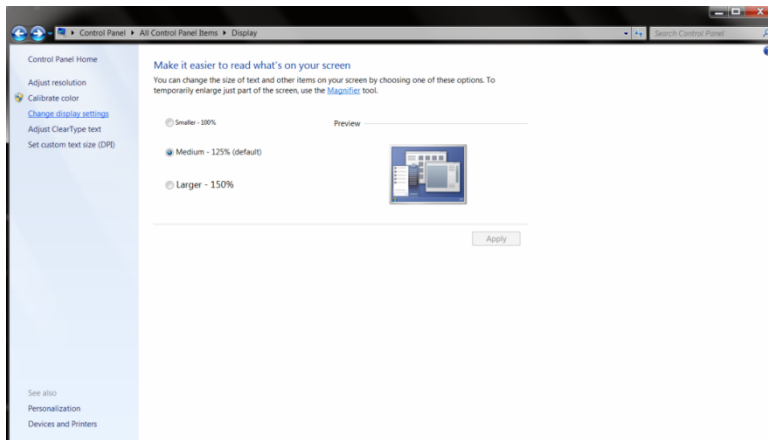 Control Panel ▸ All Control Panel Items ▸ Display
Search Control Panel
Control Panel Home
Adjust resolution
Calibrate color
Change display settings
Adjust ClearType text
Set custom text size (DPI)
Make it easier to read what's on your screen
You can change the size of text and other items on your screen by choosing one of these options. To
temporarily enlarge just part of the screen, use the Magnifier tool.
Smaller - 100%
Preview
Medium - 125% (default)
Larger - 150%
Apply
See also
Personalization
Devices and Printers